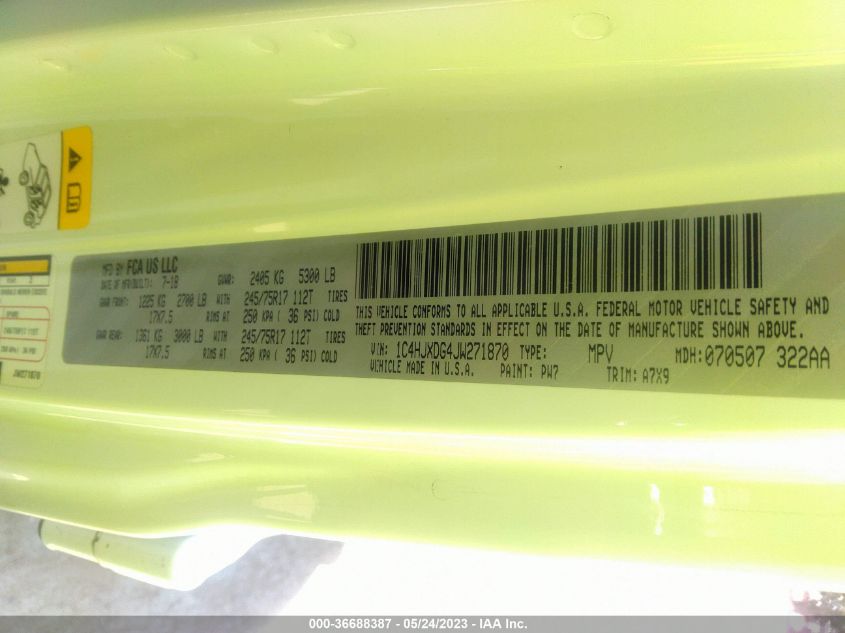 MFD BY FCA US LLC
DATE OF MFR(BUILT): 7-18 GVWR: 2405 KG 5300 LB
GAWR FRONT: 1225 KG 2700 LB WITH 245/75R17 112T TIRES
17X7.5 RIMS AT 250 KPA ( 36 PSI) COLD
GAWR REAR: 1361 KG 3000 LB WITH 245/75R17 112T TIRES
17X7.5 RIMS AT 250 KPA ( 36 PSI) COLD
THIS VEHICLE CONFORMS TO ALL APPLICABLE U.S.A. FEDERAL MOTOR VEHICLE SAFETY AND
THEFT PREVENTION STANDARDS IN EFFECT ON THE DATE OF MANUFACTURE SHOWN ABOVE.
VIN: 1C4HJXDG4JW271870 TYPE: MPV MDH: 070507 322AA
VEHICLE MADE IN U.S.A. PAINT: PW7 TRIM: A7X9
JW271870
000-36688387 - 05/24/2023 - IAA Inc.